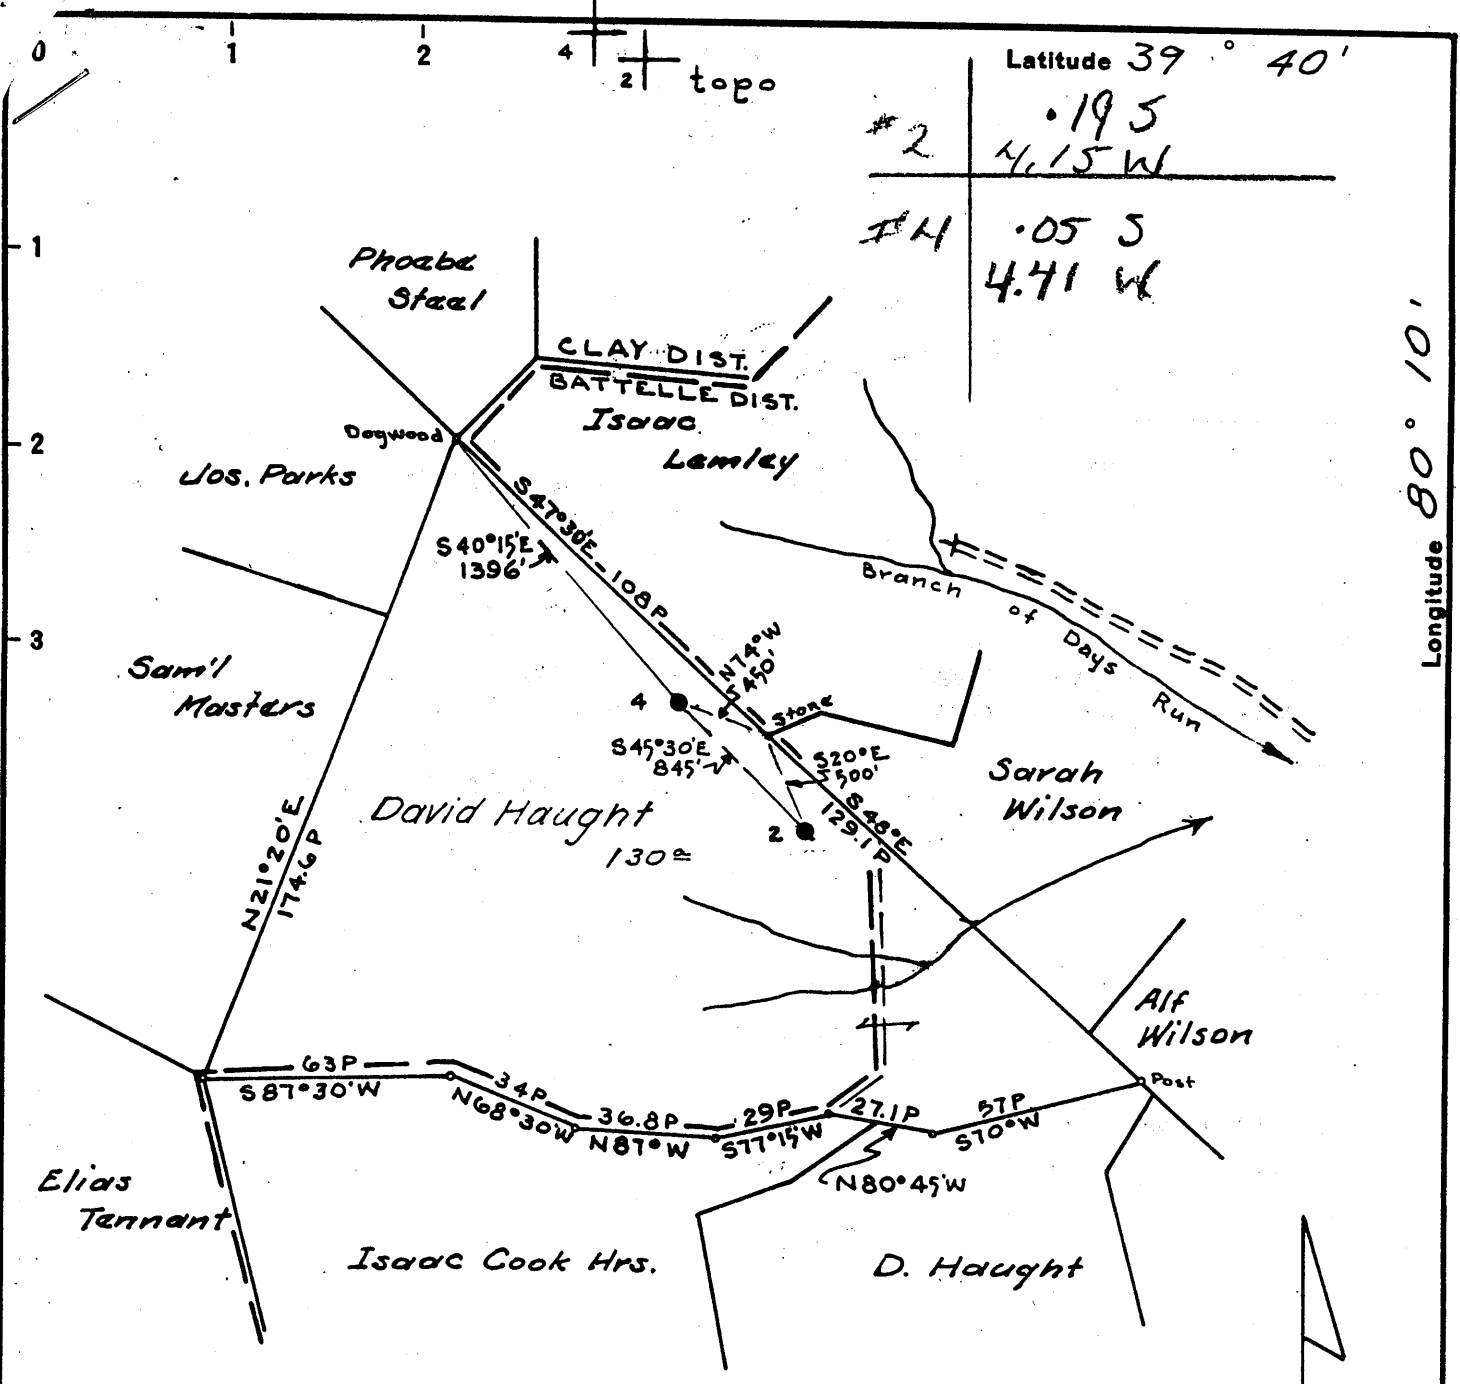 0
1
2
4
2
topo
Latitude 39° 40'
#2
.19 S
4.15 W
#4
.05 S
4.41 W
1
2
3
Longitude 80° 10'
Phoebe
Steel
CLAY DIST.
BATTELLE DIST.
Isaac
Lemley
Dogwood
Jos. Parks
S47°30'E - 108P
S40°15'E
1396'
Branch of Days Run
Sam'l
Masters
N74°W
450'
4
Stone
S45°30'E
845'
S20°E
500'
Sarah
Wilson
David Haught
130a
2
S48°E
129.1P
N21°20'E
174.6P
Alf
Wilson
Post
63P
S87°30'W
34P
N68°30'W
36.8P
N87°W
29P
S77°15'W
27.1P
N80°45'W
57P
S70°W
Elias
Tennant
Isaac Cook Hrs.
D. Haught